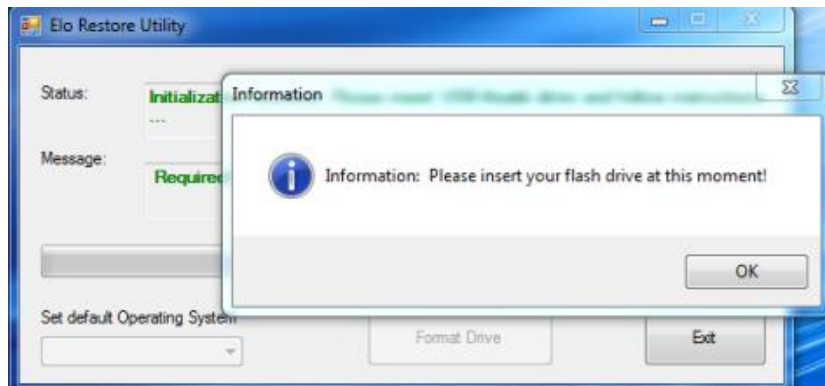 Elo Restore Utility
Status:
Initializat
---
Information
Message:
Required
Information: Please insert your flash drive at this moment!
OK
Set default Operating System
Format Drive
Exit